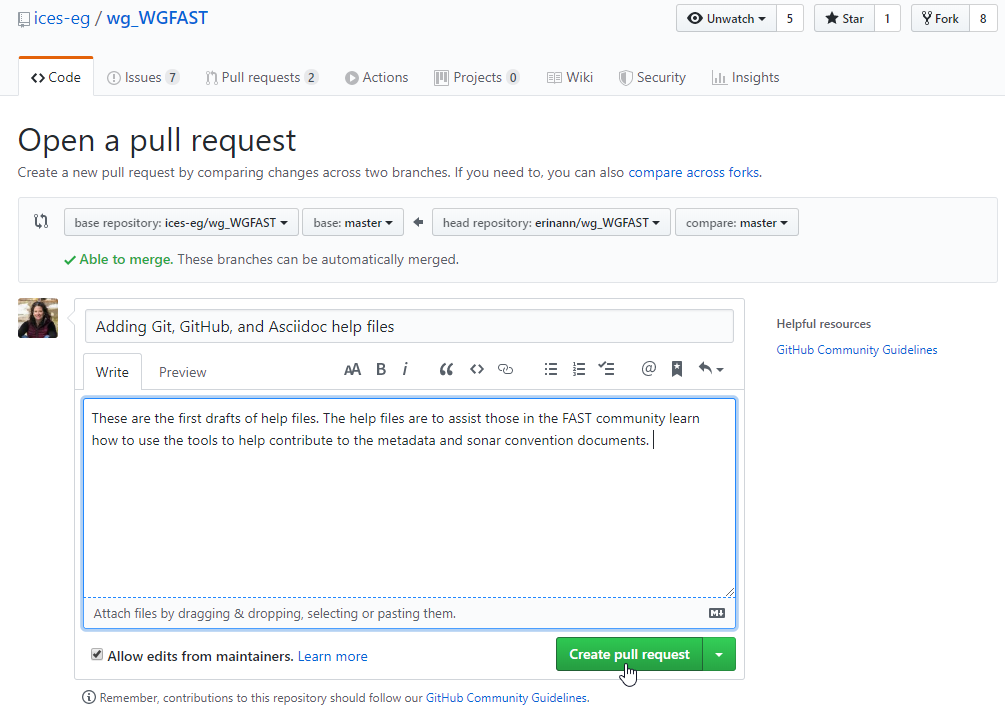 ices-eg / wg_WGFAST
Unwatch 5 Star 1 Fork 8
Code Issues 7 Pull requests 2 Actions Projects 0 Wiki Security Insights
Open a pull request
Create a new pull request by comparing changes across two branches. If you need to, you can also compare across forks.
base repository: ices-eg/wg_WGFAST base: master head repository: erinann/wg_WGFAST compare: master
Able to merge. These branches can be automatically merged.
Adding Git, GitHub, and Asciidoc help files
Helpful resources
GitHub Community Guidelines
Write Preview AA B i “ <> @
These are the first drafts of help files. The help files are to assist those in the FAST community learn
how to use the tools to help contribute to the metadata and sonar convention documents.
Attach files by dragging & dropping, selecting or pasting them. M
Allow edits from maintainers. Learn more
Create pull request
Remember, contributions to this repository should follow our GitHub Community Guidelines.